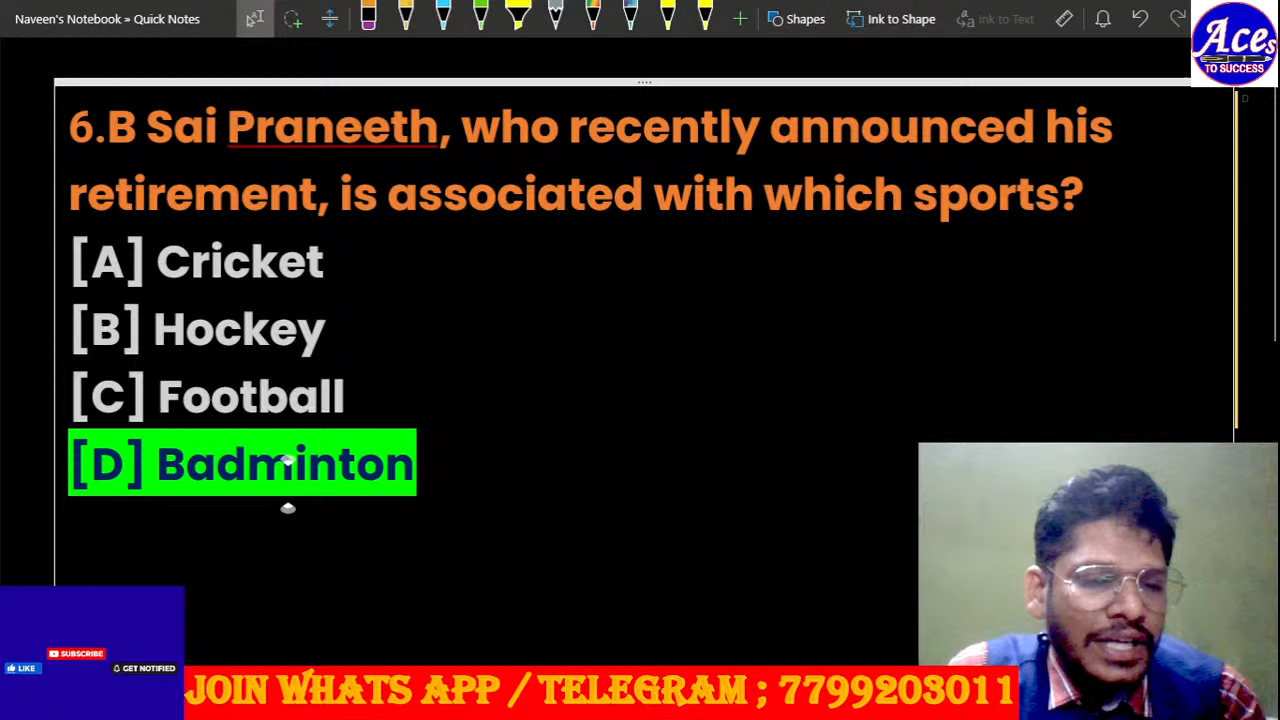 Naveen's Notebook » Quick Notes
Shapes
Ink to Shape
Ink to Text
Aces
TO SUCCESS
6.B Sai Praneeth, who recently announced his
retirement, is associated with which sports?
[A] Cricket
[B] Hockey
[C] Football
[D] Badminton
SUBSCRIBE
LIKE
GET NOTIFIED
JOIN WHATS APP / TELEGRAM ; 7799203011